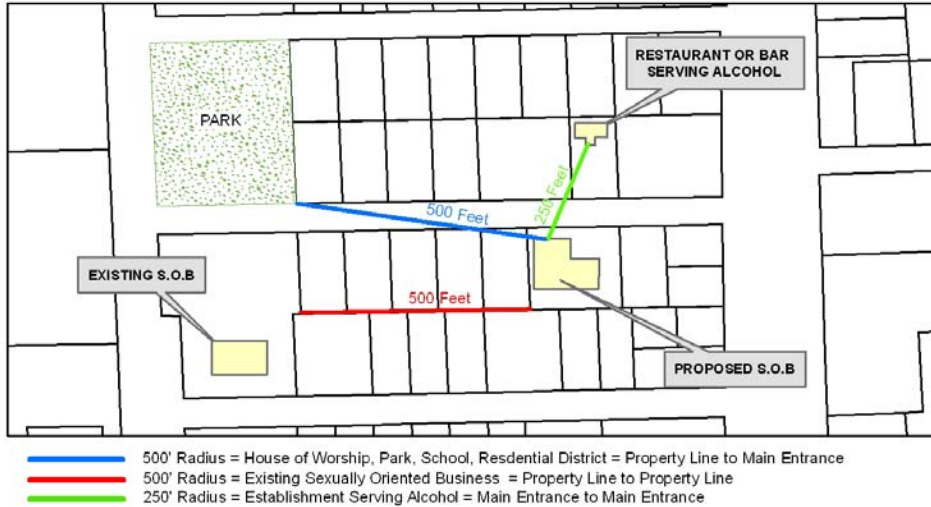 RESTAURANT OR BAR
SERVING ALCOHOL
PARK
500 Feet
250 Feet
EXISTING S.O.B
500 Feet
PROPOSED S.O.B
500' Radius = House of Worship, Park, School, Resdential District = Property Line to Main Entrance
500' Radius = Existing Sexually Oriented Business = Property Line to Property Line
250' Radius = Establishment Serving Alcohol = Main Entrance to Main Entrance